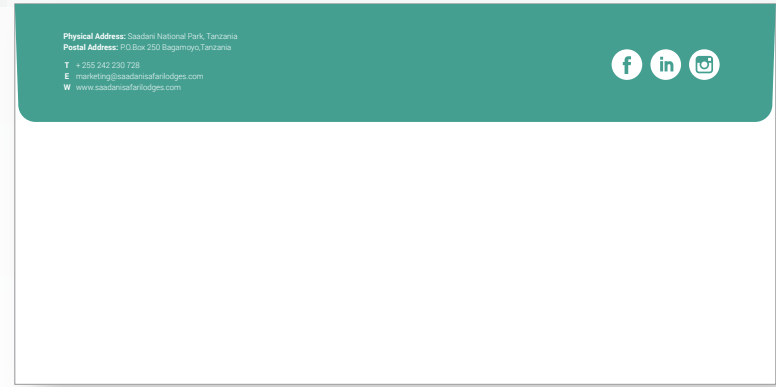 Physical Address: Saadani National Park, Tanzania
Postal Address: P.O.Box 250 Bagamoyo,Tanzania
T + 255 242 230 728
E marketing@saadanisafarilodges.com
W www.saadanisafarilodges.com
f in